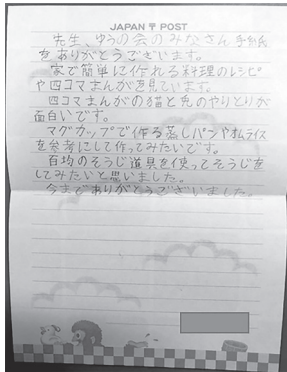 JAPAN 〒 POST
先生、ゆうの会のみなさん手紙
をありがとうございます。
家で簡単に作れる料理のレシピ
や四コマまんがを見ています。
四コマまんがの猫と兎のやりとりが
面白いです。
マグカップで作る蒸しパンやオムライス
を参考にして作ってみたいです。
百均のそうじ道具を使ってそうじを
してみたいと思いました。
今までありがとうございました。